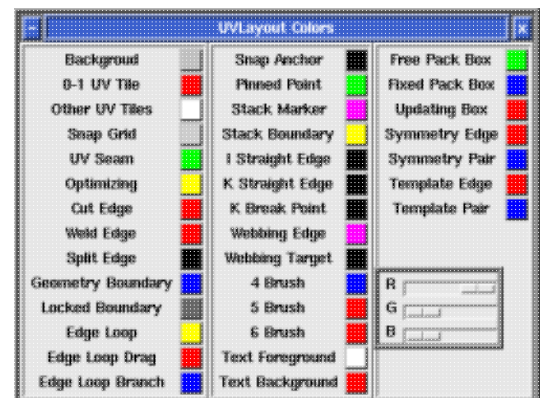 UVLayout Colors
Backgroud
0-1 UV Tile
Other UV Tiles
Snap Grid
UV Seam
Optimizing
Cut Edge
Weld Edge
Split Edge
Geometry Boundary
Locked Boundary
Edge Loop
Edge Loop Drag
Edge Loop Branch
Snap Anchor
Pinned Point
Stack Marker
Stack Boundary
I Straight Edge
K Straight Edge
K Break Point
Webbing Edge
Webbing Target
4 Brush
5 Brush
6 Brush
Text Foreground
Text Background
Free Pack Box
Fixed Pack Box
Updating Box
Symmetry Edge
Symmetry Pair
Template Edge
Template Pair
R
G
B